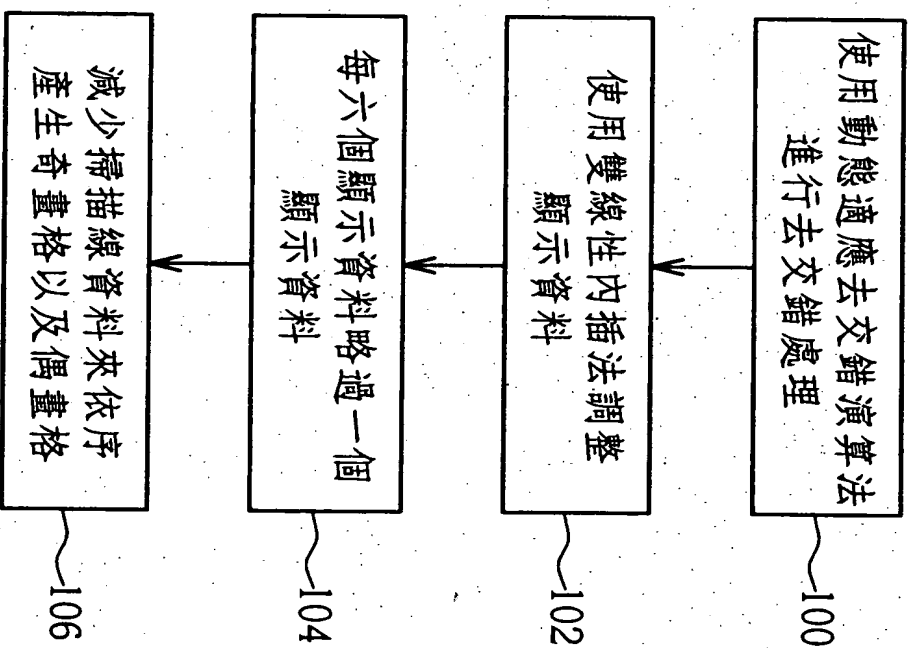 使用動態適應去交錯演算法
進行去交錯處理
100
使用雙線性內插法調整
顯示資料
102
每六個顯示資料略過一個
顯示資料
104
減少掃描線資料來依序
產生奇畫格以及偶畫格
106